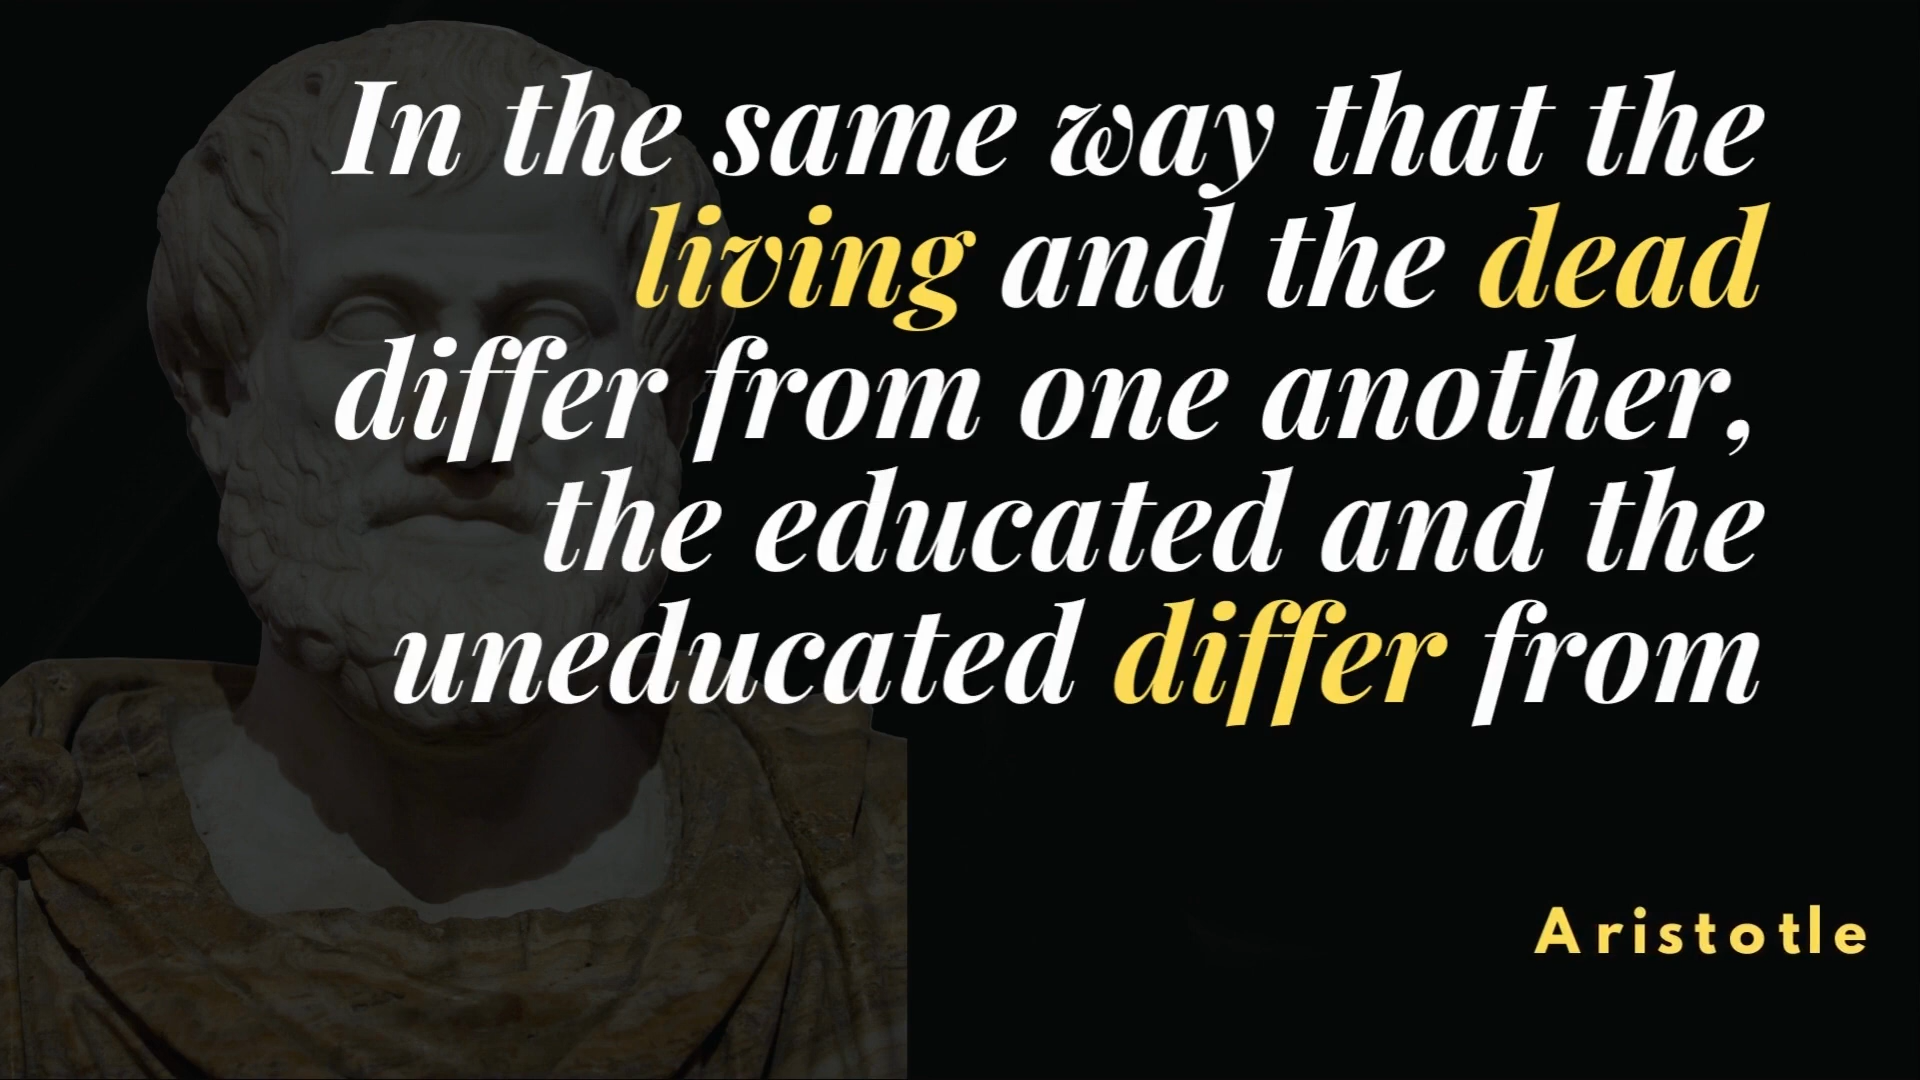 In the same way that the
living and the dead
differ from one another,
the educated and the
uneducated differ from
Aristotle